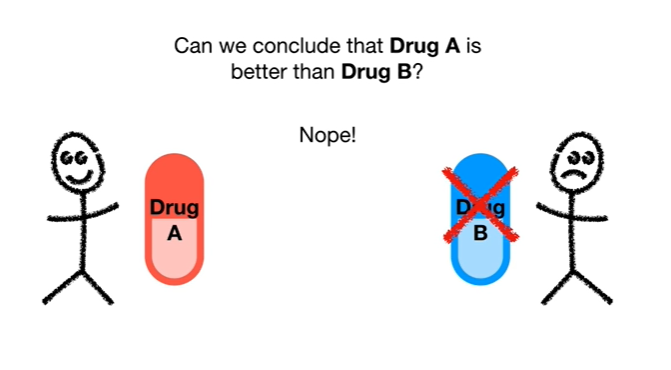 Can we conclude that Drug A is
better than Drug B?
Nope!
Drug
A
Drug
B